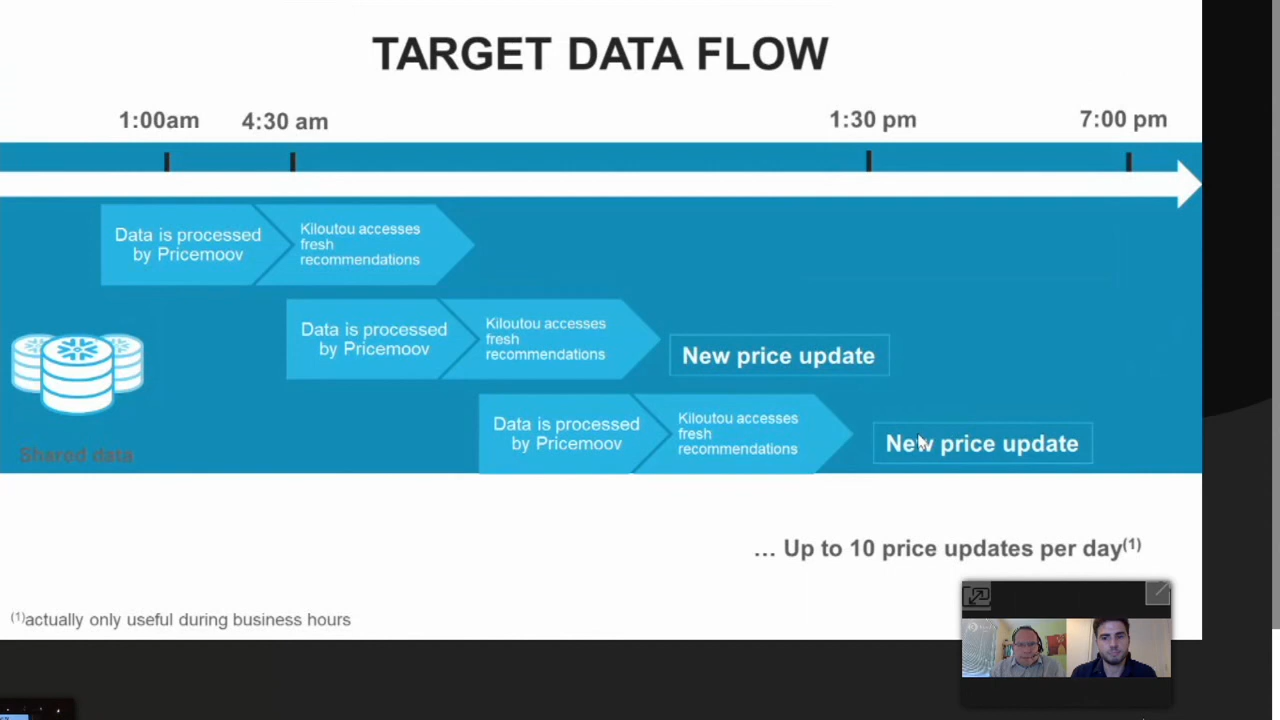 TARGET DATA FLOW
1:00am
4:30 am
1:30 pm
7:00 pm
Data is processed
by Pricemoov
Kiloutou accesses
fresh
recommendations
Data is processed
by Pricemoov
Kiloutou accesses
fresh
recommendations
New price update
Data is processed
by Pricemoov
Kiloutou accesses
fresh
recommendations
New price update
Shared data
... Up to 10 price updates per day(1)
(1)actually only useful during business hours